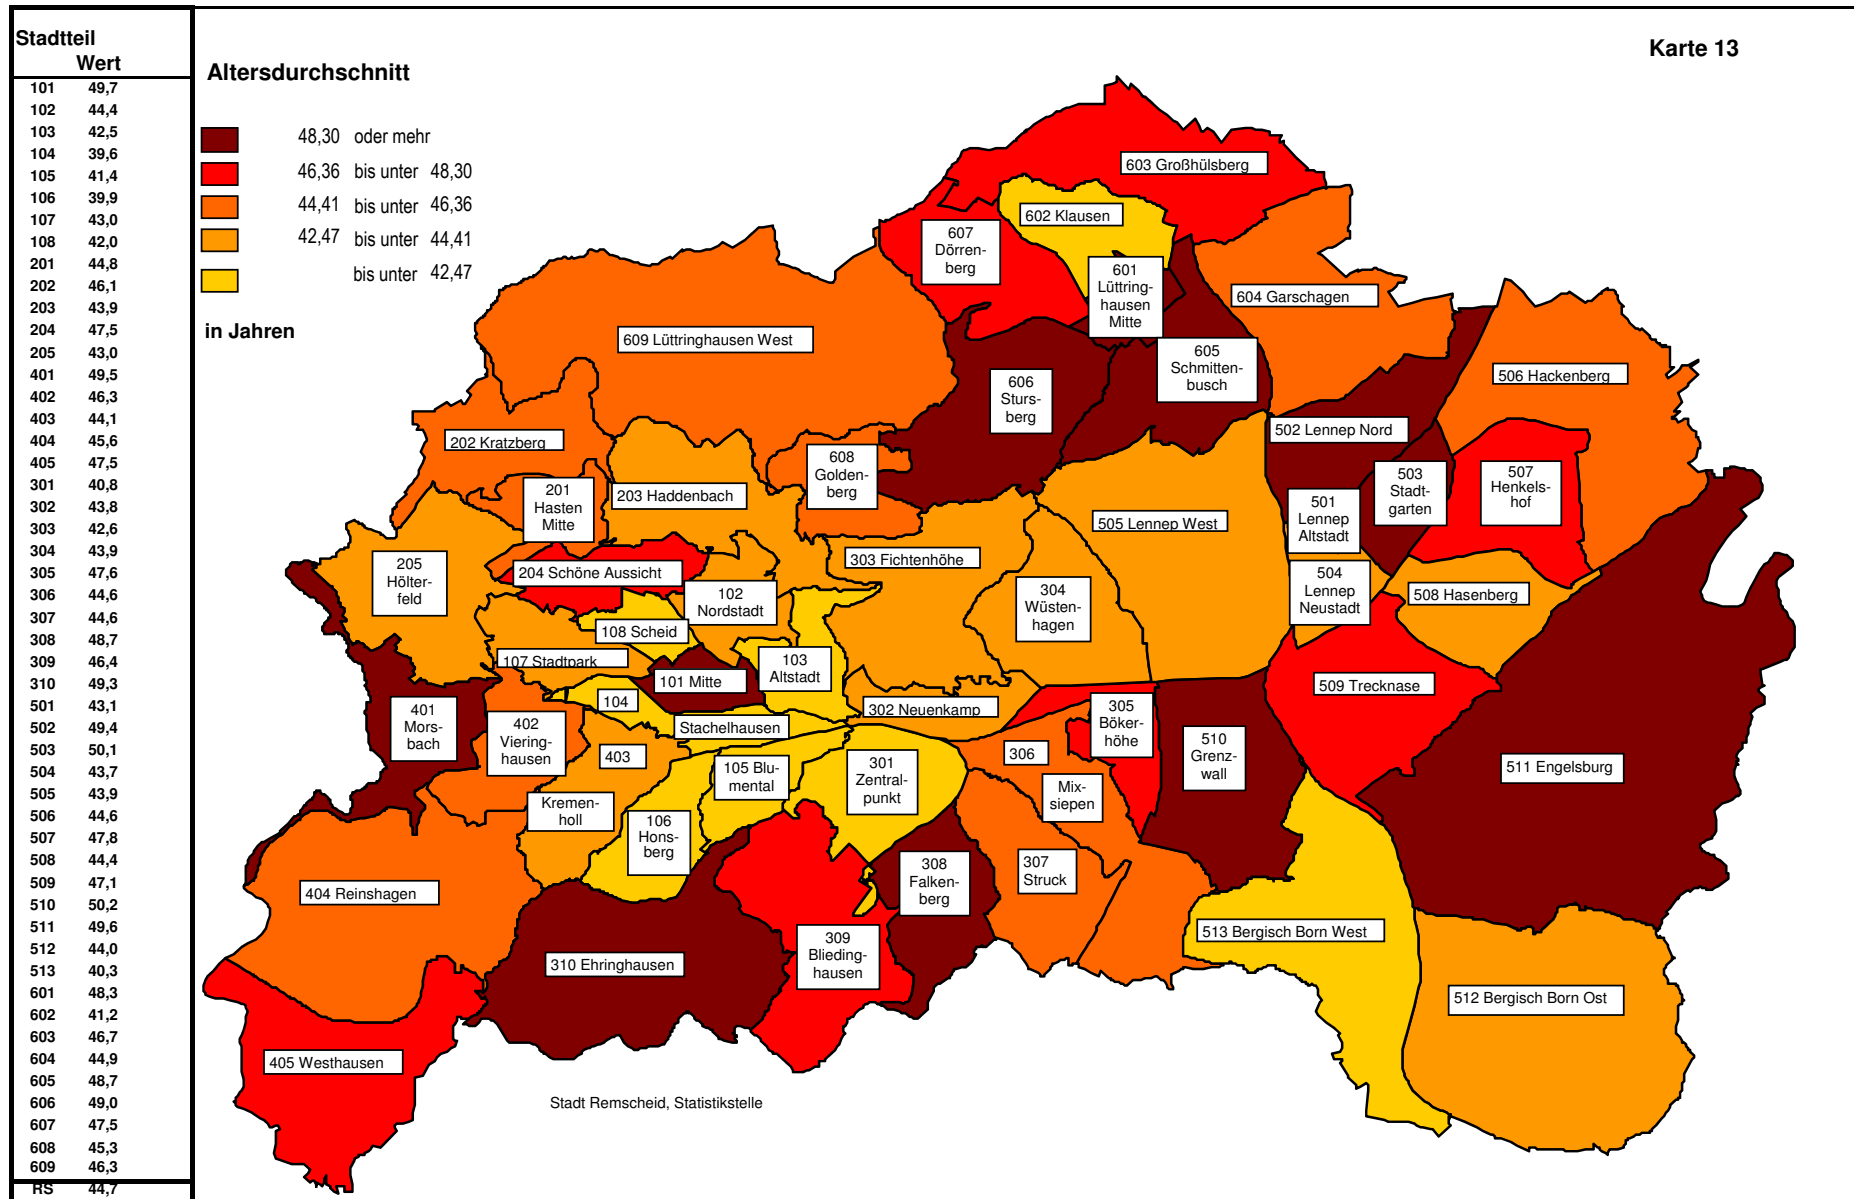 Stadtteil
Wert
101 49,7
102 44,4
103 42,5
104 39,6
105 41,4
106 39,9
107 43,0
108 42,0
201 44,8
202 46,1
203 43,9
204 47,5
205 43,0
401 49,5
402 46,3
403 44,1
404 45,6
405 47,5
301 40,8
302 43,8
303 42,6
304 43,9
305 47,6
306 44,6
307 44,6
308 48,7
309 46,4
310 49,3
501 43,1
502 49,4
503 50,1
504 43,7
505 43,9
506 44,6
507 47,8
508 44,4
509 47,1
510 50,2
511 49,6
512 44,0
513 40,3
601 48,3
602 41,2
603 46,7
604 44,9
605 48,7
606 49,0
607 47,5
608 45,3
609 46,3
RS 44,7
Karte 13
Altersdurchschnitt
48,30 oder mehr
46,36 bis unter 48,30
44,41 bis unter 46,36
42,47 bis unter 44,41
bis unter 42,47
in Jahren
603 Großhülsberg
602 Klausen
607
Dörren-
berg
601
Lüttring-
hausen
Mitte
604 Garschagen
609 Lüttringhausen West
605
Schmitten-
busch
606
Sturs-
berg
506 Hackenberg
502 Lennep Nord
202 Kratzberg
608
Golden-
berg
503
Stadt-
garten
507
Henkels-
hof
201
Hasten
Mitte
203 Haddenbach
501
Lennep
Altstadt
505 Lennep West
303 Fichtenhöhe
205
Hölter-
feld
204 Schöne Aussicht
504
Lennep
Neustadt
102
Nordstadt
304
Wüsten-
hagen
508 Hasenberg
108 Scheid
107 Stadtpark
103
Altstadt
101 Mitte
509 Trecknase
104
Stachelhausen
302 Neuenkamp
305
Böker-
höhe
401
Mors-
bach
402
Viering-
hausen
403
Kremen-
holl
306
Mix-
siepen
510
Grenz-
wall
511 Engelsburg
105 Blu-
mental
301
Zentral-
punkt
106
Hons-
berg
307
Struck
308
Falken-
berg
404 Reinshagen
513 Bergisch Born West
309
Blieding-
hausen
310 Ehringhausen
512 Bergisch Born Ost
405 Westhausen
Stadt Remscheid, Statistikstelle